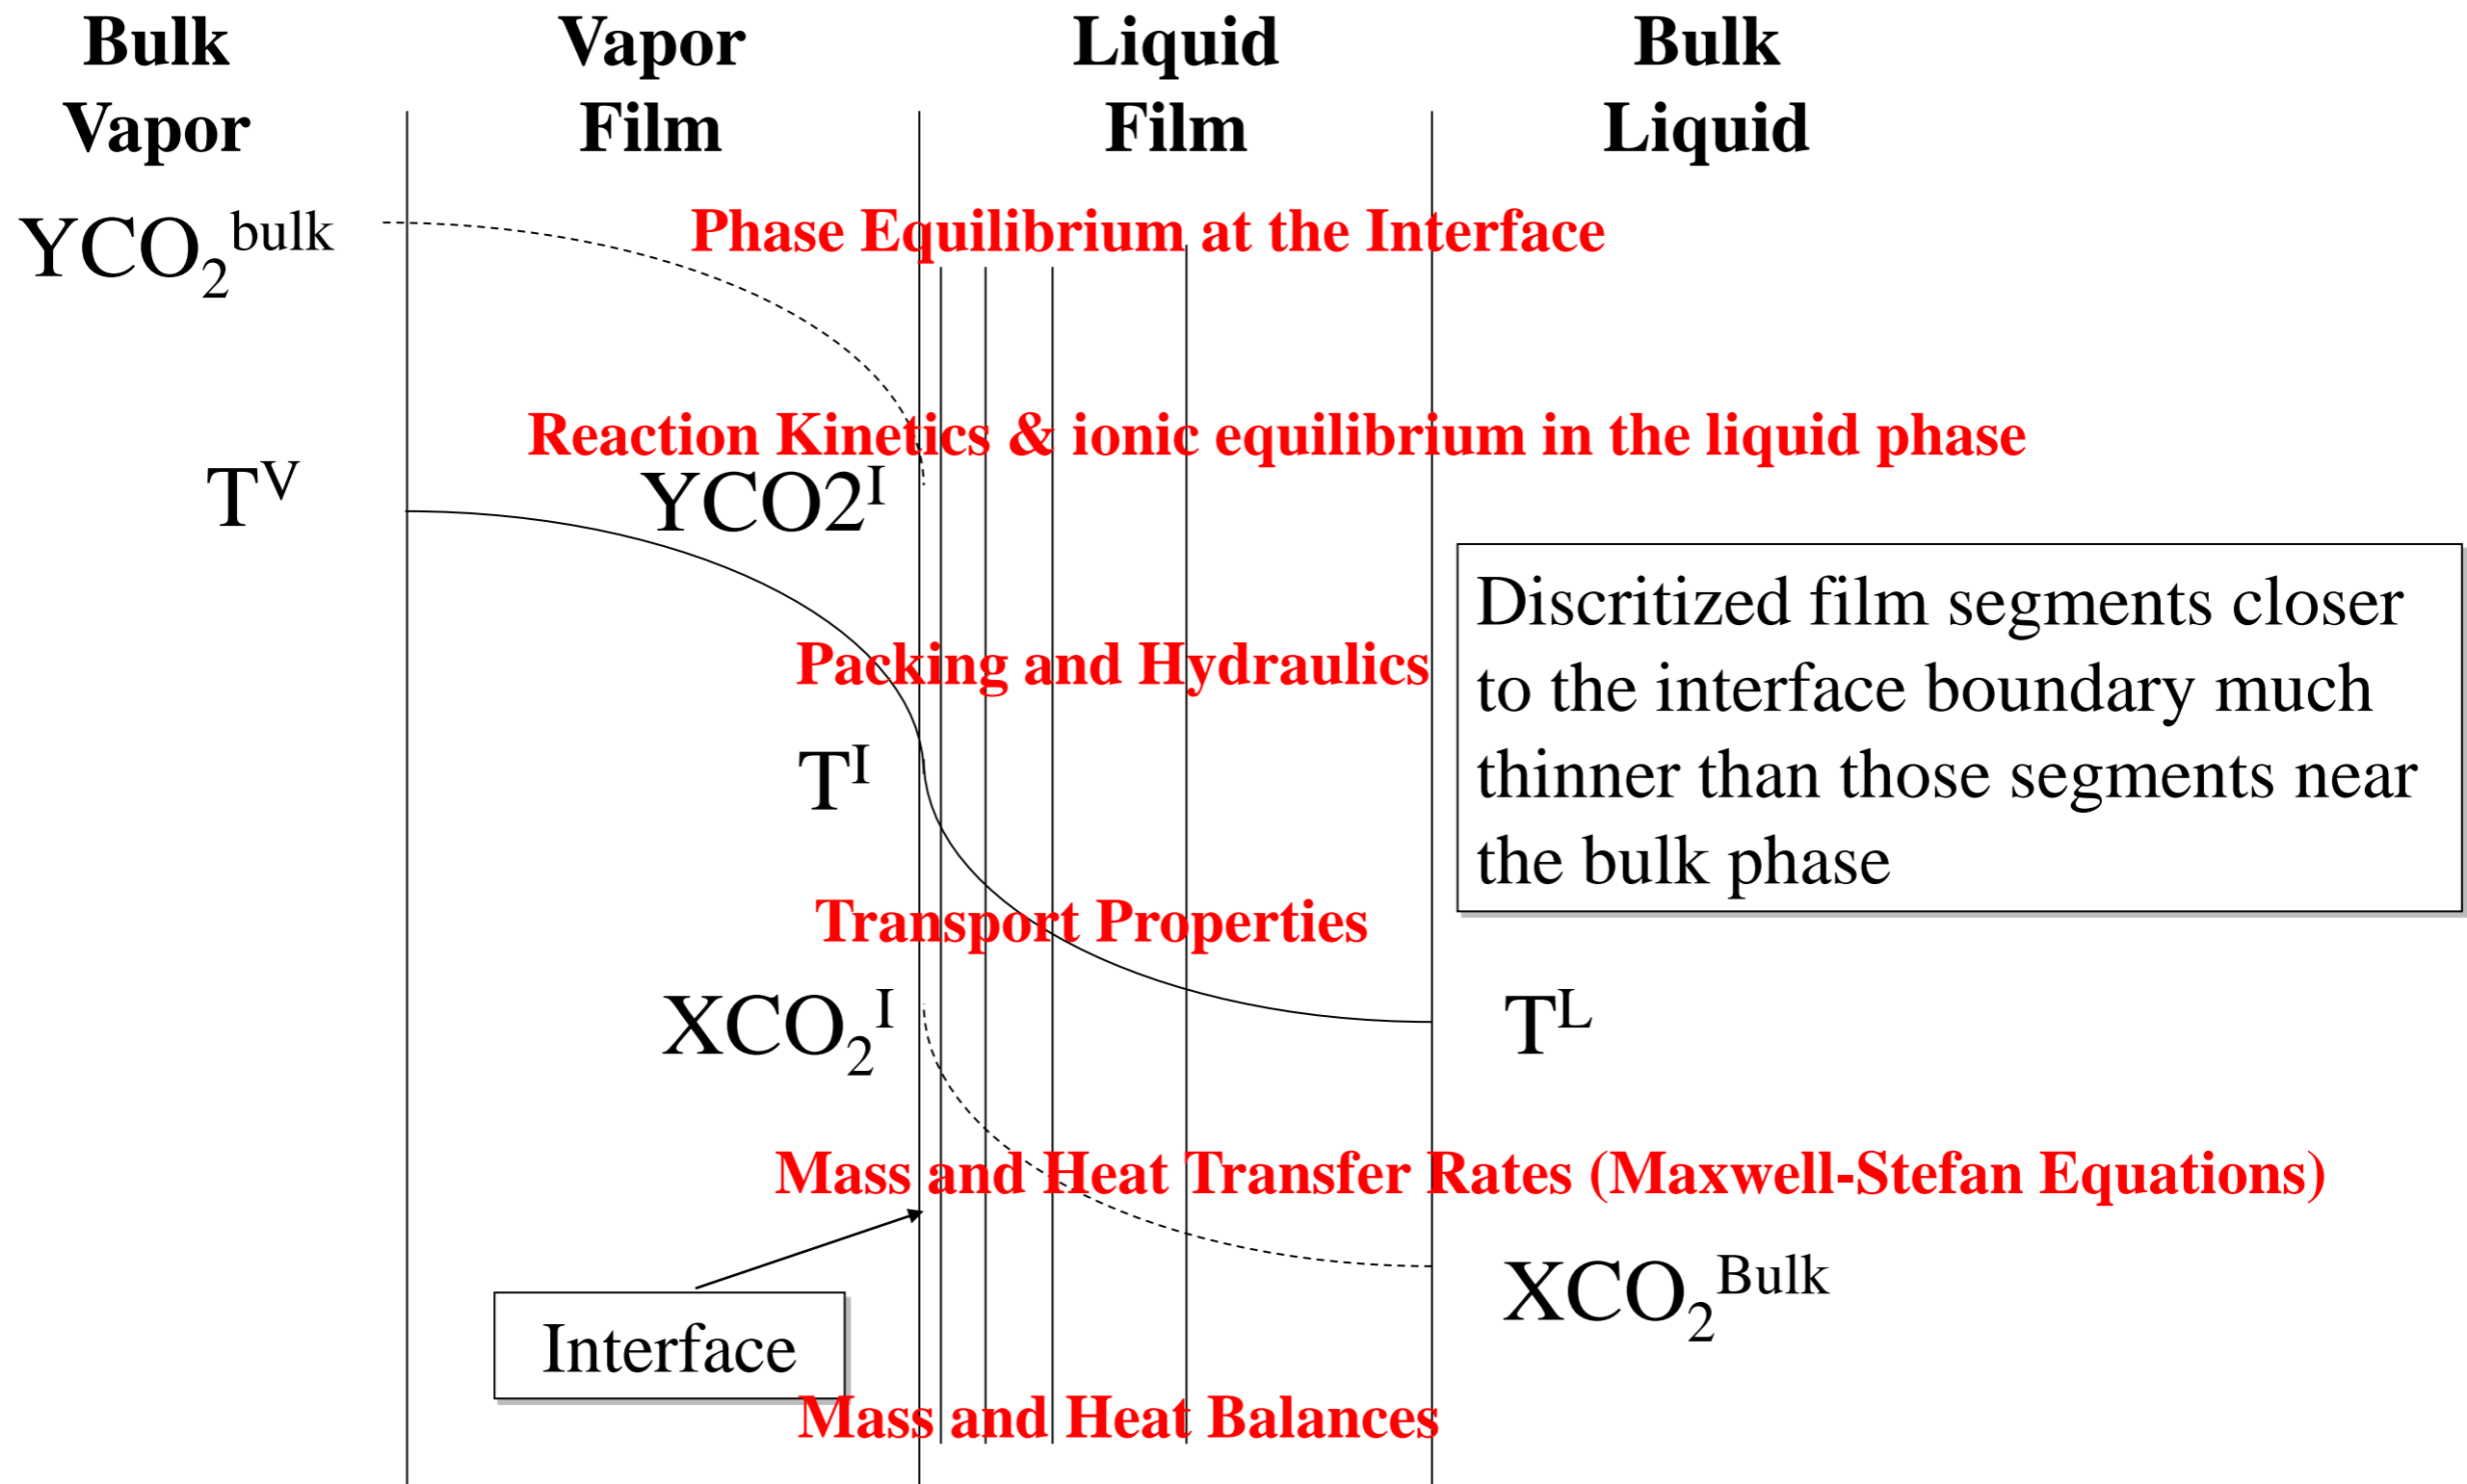 Bulk Vapor
Vapor Film
Liquid Film
Bulk Liquid
YCO₂ᵇᵘˡᵏ
Phase Equilibrium at the Interface
Reaction Kinetics & ionic equilibrium in the liquid phase
Tⱽ
YCO2ᴵ
Discritized film segments closer
to the interface boundary much
thinner than those segments near
the bulk phase
Packing and Hydraulics
Tᴵ
Transport Properties
XCO₂ᴵ
Tᴸ
Mass and Heat Transfer Rates (Maxwell-Stefan Equations)
XCO₂ᴮᵘˡᵏ
Interface
Mass and Heat Balances